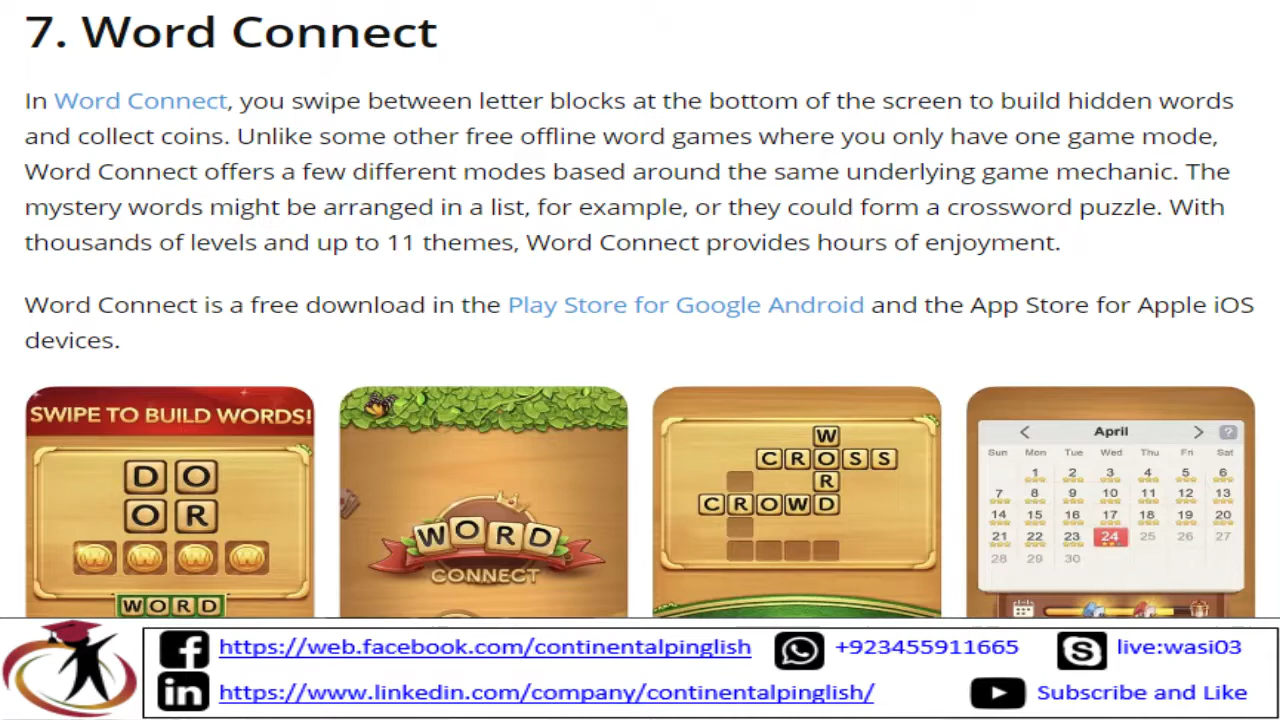 7. Word Connect
In Word Connect, you swipe between letter blocks at the bottom of the screen to build hidden words
and collect coins. Unlike some other free offline word games where you only have one game mode,
Word Connect offers a few different modes based around the same underlying game mechanic. The
mystery words might be arranged in a list, for example, or they could form a crossword puzzle. With
thousands of levels and up to 11 themes, Word Connect provides hours of enjoyment.
Word Connect is a free download in the Play Store for Google Android and the App Store for Apple iOS
devices.
SWIPE TO BUILD WORDS!
D O
O R
WORD
WORD
CONNECT
WORD
CROSS
CROWD
April
Sun Mon Tue Wed Thu Fri Sat
1 2 3 4 5 6
7 8 9 10 11 12 13
14 15 16 17 18 19 20
21 22 23 24 25 26 27
28 29 30
https://web.facebook.com/continentalpinglish +923455911665 live:wasi03
https://www.linkedin.com/company/continentalpinglish/ Subscribe and Like